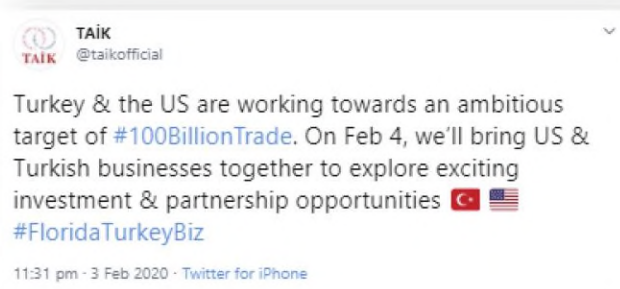 TAİK
TAİK
@taikofficial
Turkey & the US are working towards an ambitious
target of #100BillionTrade. On Feb 4, we'll bring US &
Turkish businesses together to explore exciting
investment & partnership opportunities 🇹🇷 🇺🇸
#FloridaTurkeyBiz
11:31 pm · 3 Feb 2020 · Twitter for iPhone